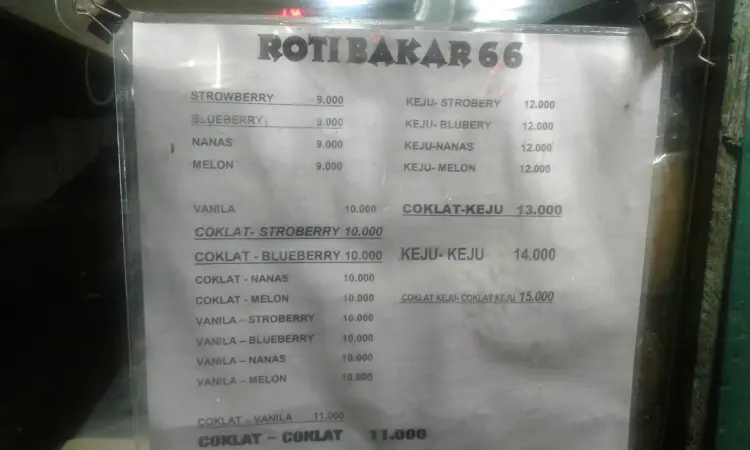 ROTI BAKAR 66
STROWBERRY 9.000
BLUEBERRY 9.000
NANAS 9.000
MELON 9.000
VANILA 10.000
COKLAT- STROBERRY 10.000
COKLAT - BLUEBERRY 10.000
COKLAT - NANAS 10.000
COKLAT - MELON 10.000
VANILA – STROBERRY 10.000
VANILA – BLUEBERRY 10.000
VANILA – NANAS 10.000
VANILA – MELON 10.000
COKLAT – VANILA 11.000
COKLAT – COKLAT 11.000
KEJU- STROBERY 12.000
KEJU- BLUBERY 12.000
KEJU-NANAS 12.000
KEJU- MELON 12.000
COKLAT-KEJU 13.000
KEJU- KEJU 14.000
COKLAT KEJU- COKLAT KEJU 15.000